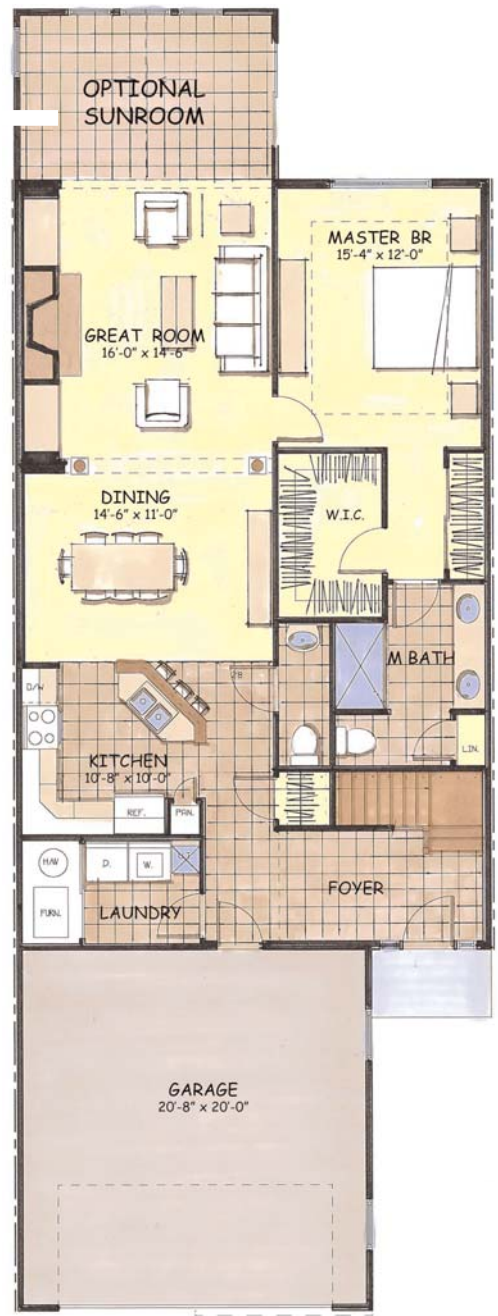 OPTIONAL
SUNROOM
MASTER BR
15'-4" x 12'-0"
GREAT ROOM
16'-0" x 14'-6"
DINING
14'-6" x 11'-0"
W.I.C.
M BATH
D/W
28
KITCHEN
10'-8" x 10'-0"
LIN.
REF.
PAN.
H/W
D.
W.
FURN.
LAUNDRY
FOYER
GARAGE
20'-8" x 20'-0"